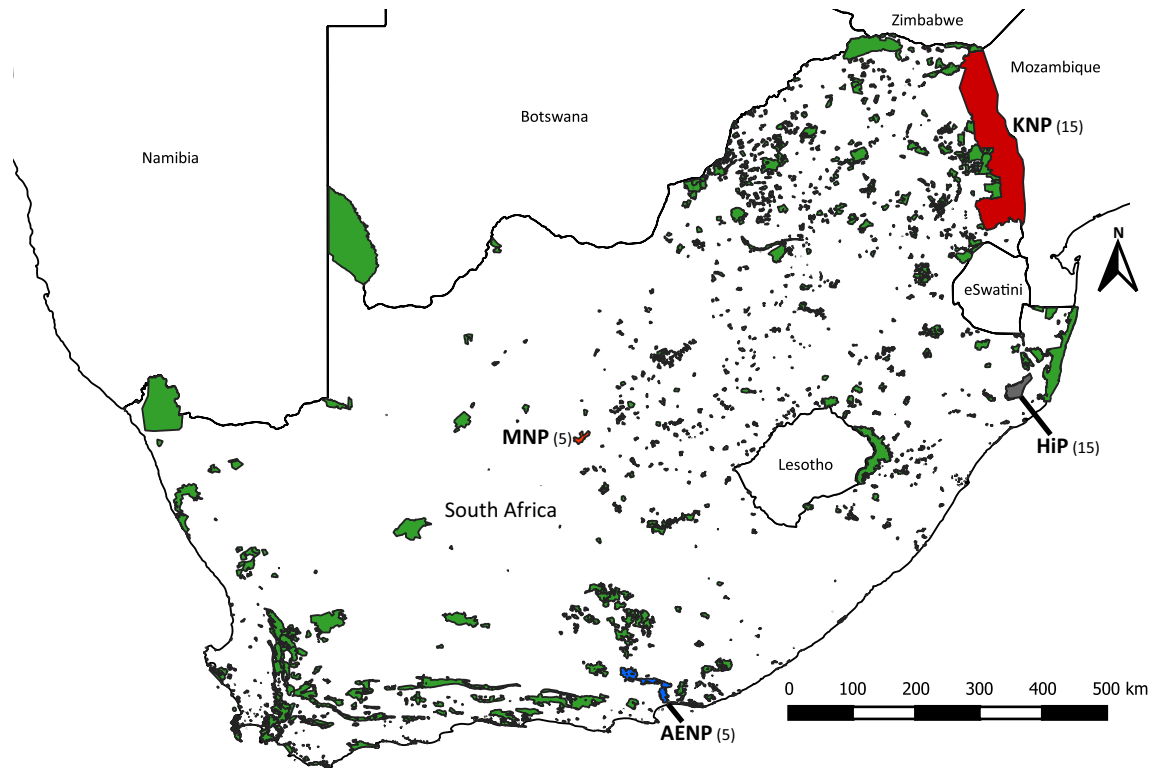 Zimbabwe
Mozambique
KNP (15)
Botswana
Namibia
N
eSwatini
MNP (5)
HiP (15)
Lesotho
South Africa
0 100 200 300 400 500 km
AENP (5)